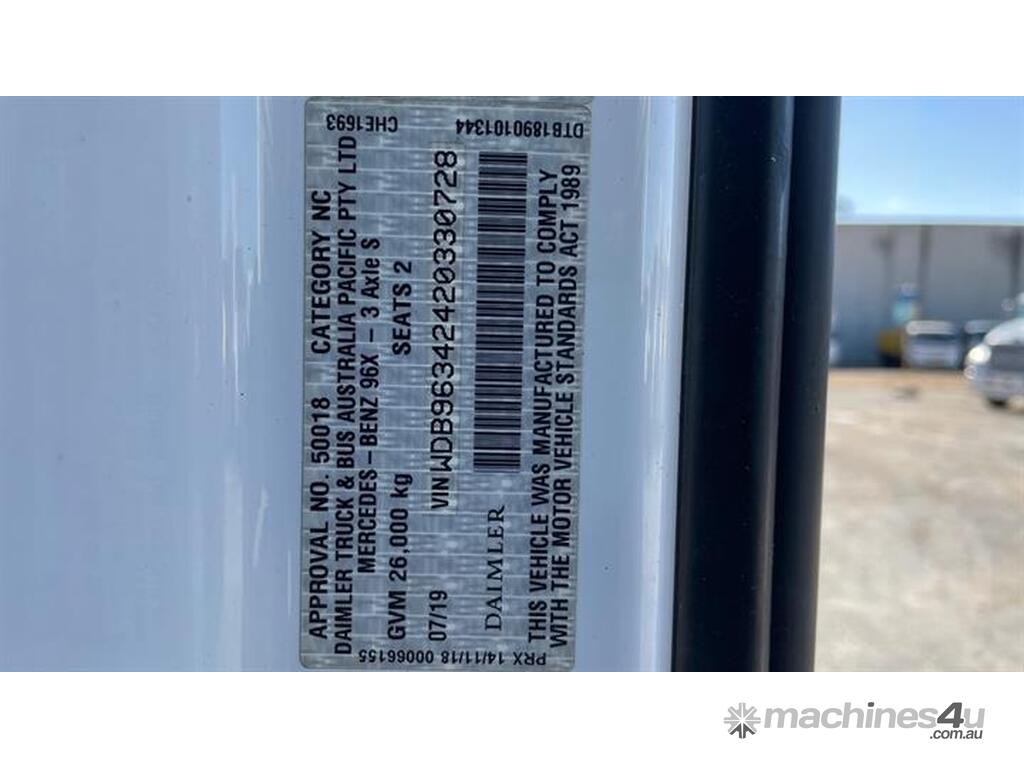 CHE1693
DTB1890101344
APPROVAL NO. 50018 CATEGORY NC
DAIMLER TRUCK & BUS AUSTRALIA PACIFIC PTY LTD
MERCEDES-BENZ 96X - 3 Axle S
GVM 26,000 kg SEATS 2
07/19 VIN WDB96342420330728
DAIMLER
THIS VEHICLE WAS MANUFACTURED TO COMPLY
WITH THE MOTOR VEHICLE STANDARDS ACT 1989
PRX 14/11/18 00066155
machines4u
.com.au